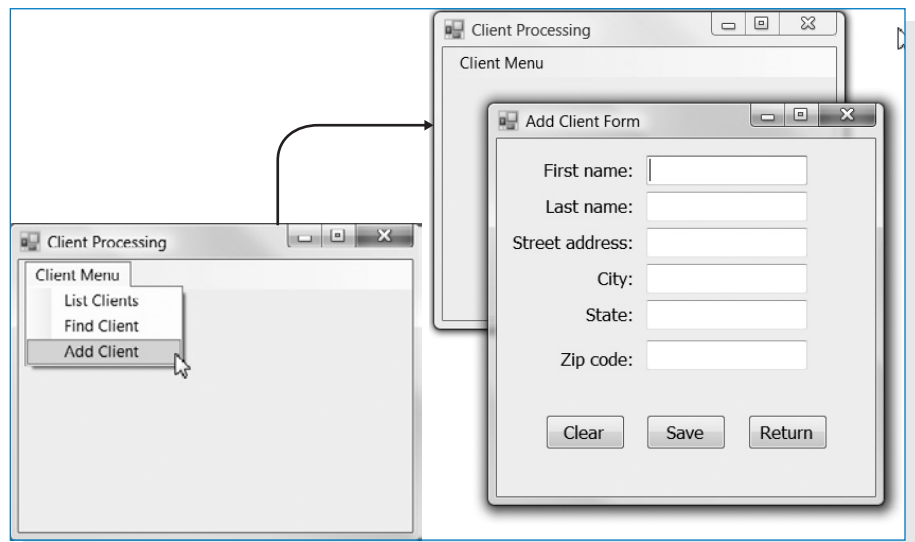 Client Processing
Client Menu
List Clients
Find Client
Add Client
Client Processing
Client Menu
Add Client Form
First name:
Last name:
Street address:
City:
State:
Zip code:
Clear Save Return